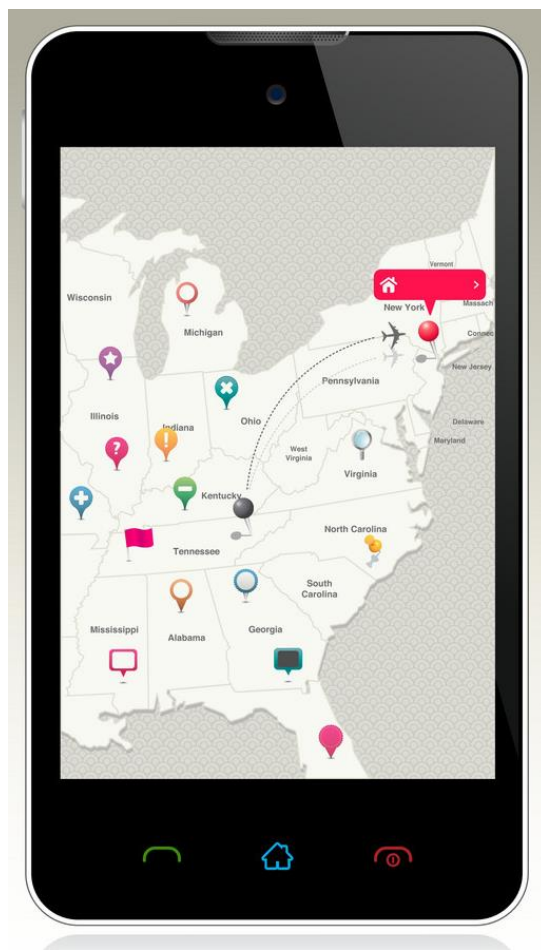 Vermont
Wisconsin
New York
Massach
Michigan
Connec
New Jersey
Pennsylvania
Illinois
Indiana
Ohio
Delaware
Maryland
West
Virginia
Virginia
?
!
Kentucky
North Carolina
Tennessee
South
Carolina
Mississippi
Alabama
Georgia